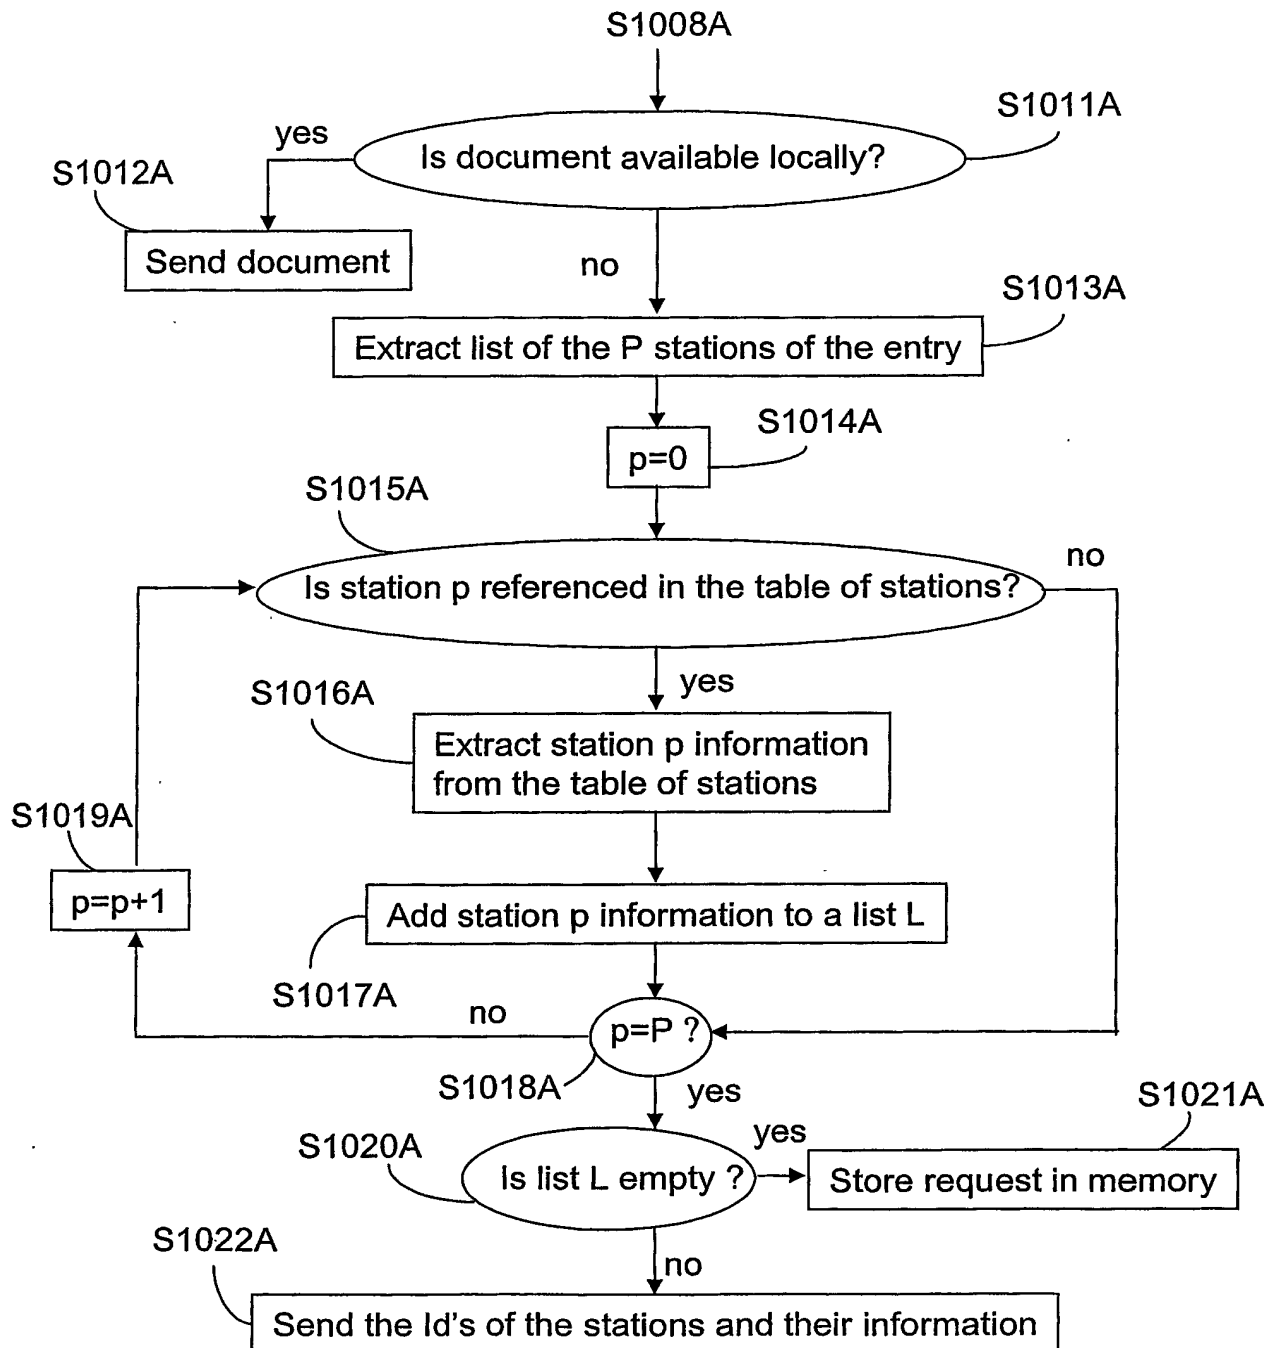 S1008A
S1011A
yes
Is document available locally?
S1012A
Send document
no
S1013A
Extract list of the P stations of the entry
S1014A
p=0
S1015A
no
Is station p referenced in the table of stations?
yes
S1016A
Extract station p information
from the table of stations
S1019A
p=p+1
Add station p information to a list L
S1017A
no
p=P ?
S1018A
yes
S1021A
S1020A
yes
Is list L empty ?
Store request in memory
S1022A
no
Send the Id's of the stations and their information